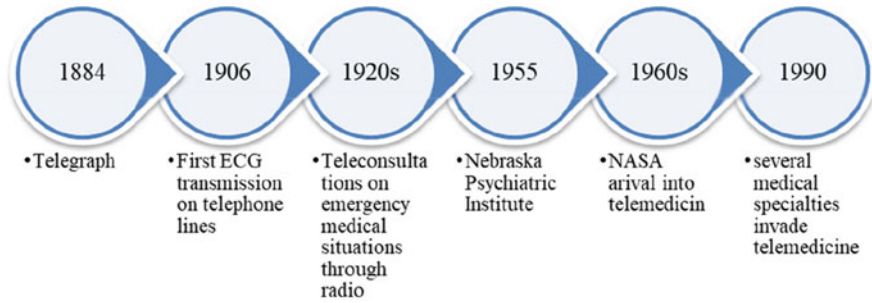 1884
1906
1920s
1955
1960s
1990
•Telegraph
•First ECG
transmission
on telephone
lines
•Teleconsulta
tions on
emergency
medical
situations
through
radio
•Nebraska
Psychiatric
Institute
•NASA
arival into
telemedicin
•several
medical
specialties
invade
telemedicine